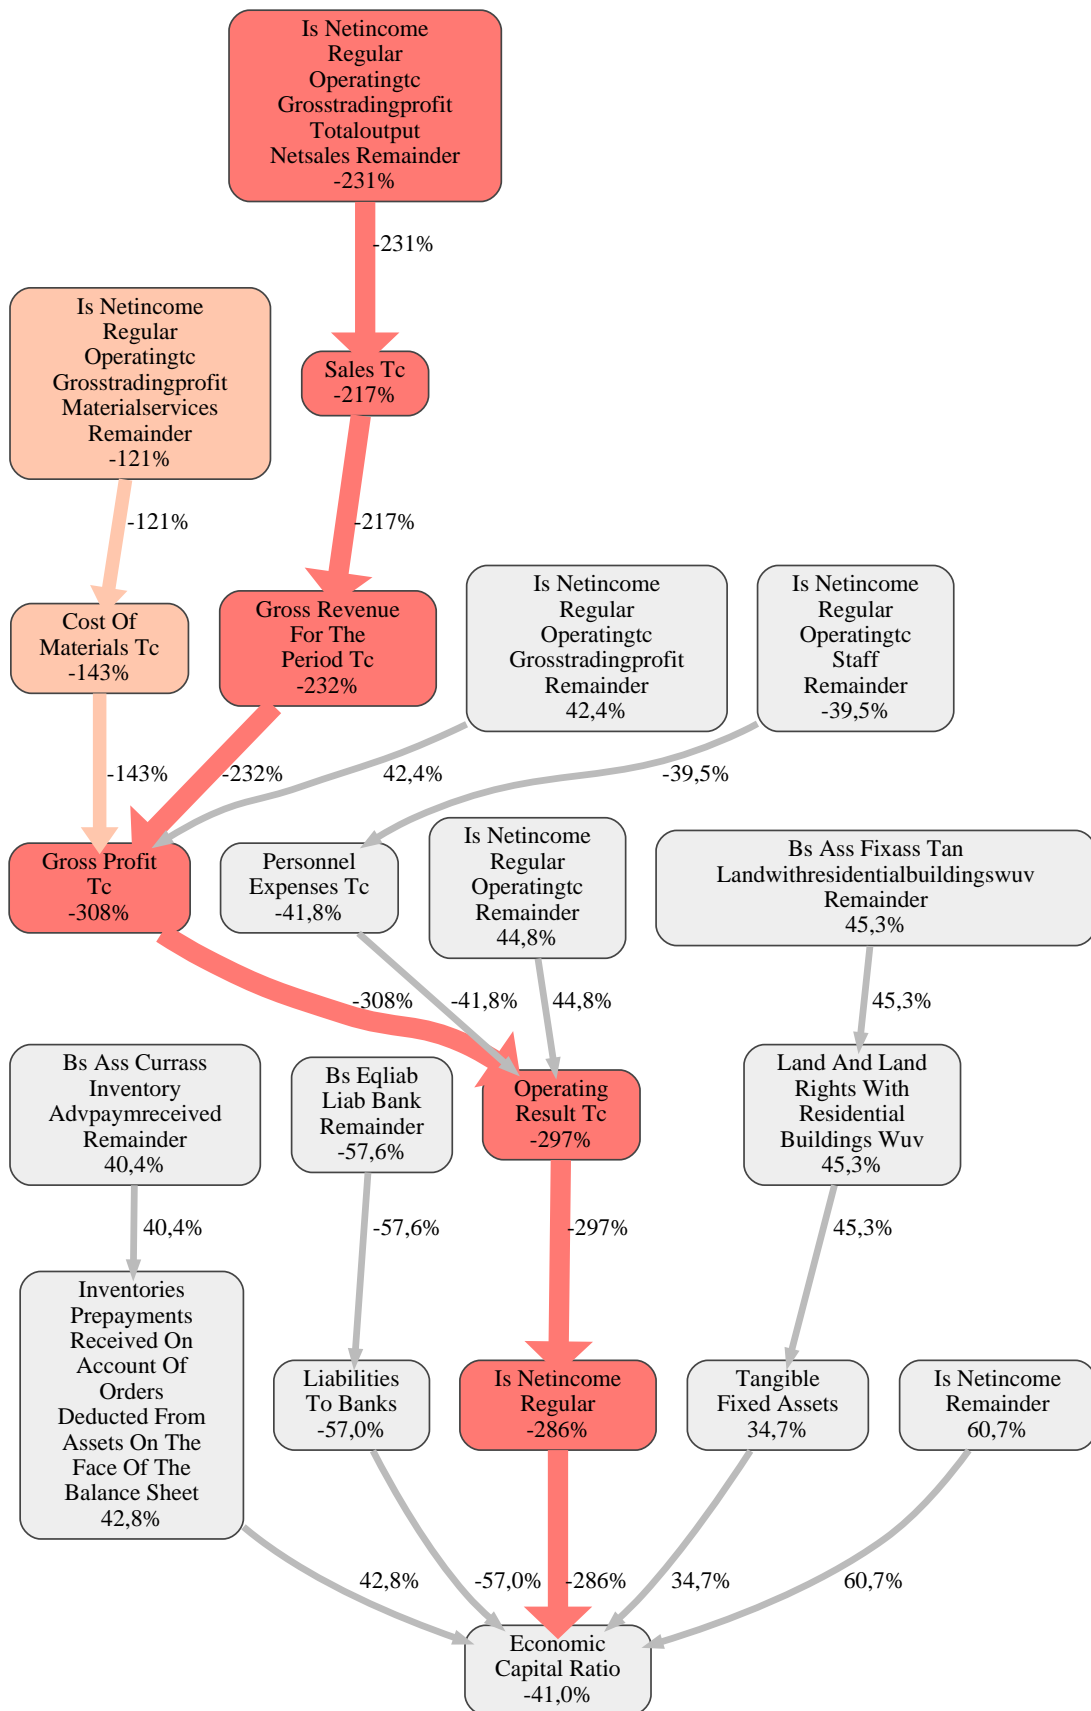 Is Netincome
Regular
Operatingtc
Grosstradingprofit
Totaloutput
Netsales Remainder
-231%
-231%
Is Netincome
Regular
Operatingtc
Grosstradingprofit
Materialservices
Remainder
-121%
Sales Tc
-217%
-121%
-217%
Cost Of
Materials Tc
-143%
Gross Revenue
For The
Period Tc
-232%
Is Netincome
Regular
Operatingtc
Grosstradingprofit
Remainder
42,4%
Is Netincome
Regular
Operatingtc
Staff
Remainder
-39,5%
-143%
-232%
42,4%
-39,5%
Gross Profit
Tc
-308%
Personnel
Expenses Tc
-41,8%
Is Netincome
Regular
Operatingtc
Remainder
44,8%
Bs Ass Fixass Tan
Landwithresidentialbuildingswuv
Remainder
45,3%
-308%
-41,8%
44,8%
45,3%
Bs Ass Currass
Inventory
Advpaymreceived
Remainder
40,4%
Bs Eqliab
Liab Bank
Remainder
-57,6%
Operating
Result Tc
-297%
Land And Land
Rights With
Residential
Buildings Wuv
45,3%
40,4%
-57,6%
-297%
45,3%
Inventories
Prepayments
Received On
Account Of
Orders
Deducted From
Assets On The
Face Of The
Balance Sheet
42,8%
Liabilities
To Banks
-57,0%
Is Netincome
Regular
-286%
Tangible
Fixed Assets
34,7%
Is Netincome
Remainder
60,7%
42,8%
-57,0%
-286%
34,7%
60,7%
Economic
Capital Ratio
-41,0%